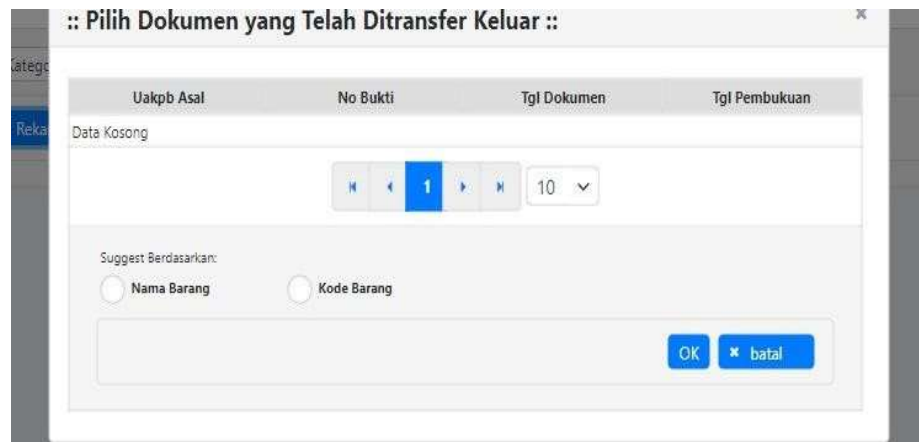 :: Pilih Dokumen yang Telah Ditransfer Keluar ::
Uakpb Asal No Bukti Tgl Dokumen Tgl Pembukuan
Data Kosong
1 10
Suggest Berdasarkan:
Nama Barang Kode Barang
OK × batal